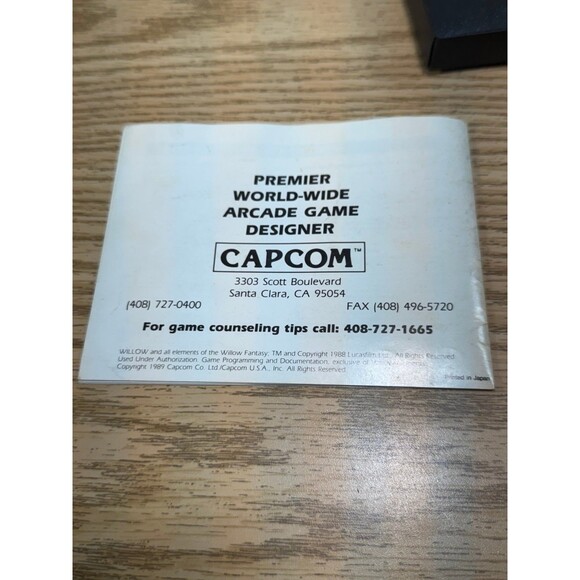 PREMIER
WORLD-WIDE
ARCADE GAME
DESIGNER
CAPCOM™
3303 Scott Boulevard
Santa Clara, CA 95054
(408) 727-0400 FAX (408) 496-5720
For game counseling tips call: 408-727-1665
WILLOW and all elements of the Willow Fantasy: TM and Copyright 1988 Lucasfilm Ltd., All Rights Reserved.
Used Under Authorization. Game Programming and Documentation, exclusive of
Copyright 1989 Capcom Co. Ltd./Capcom U.S.A., Inc. All Rights Reserved.
Printed in Japan